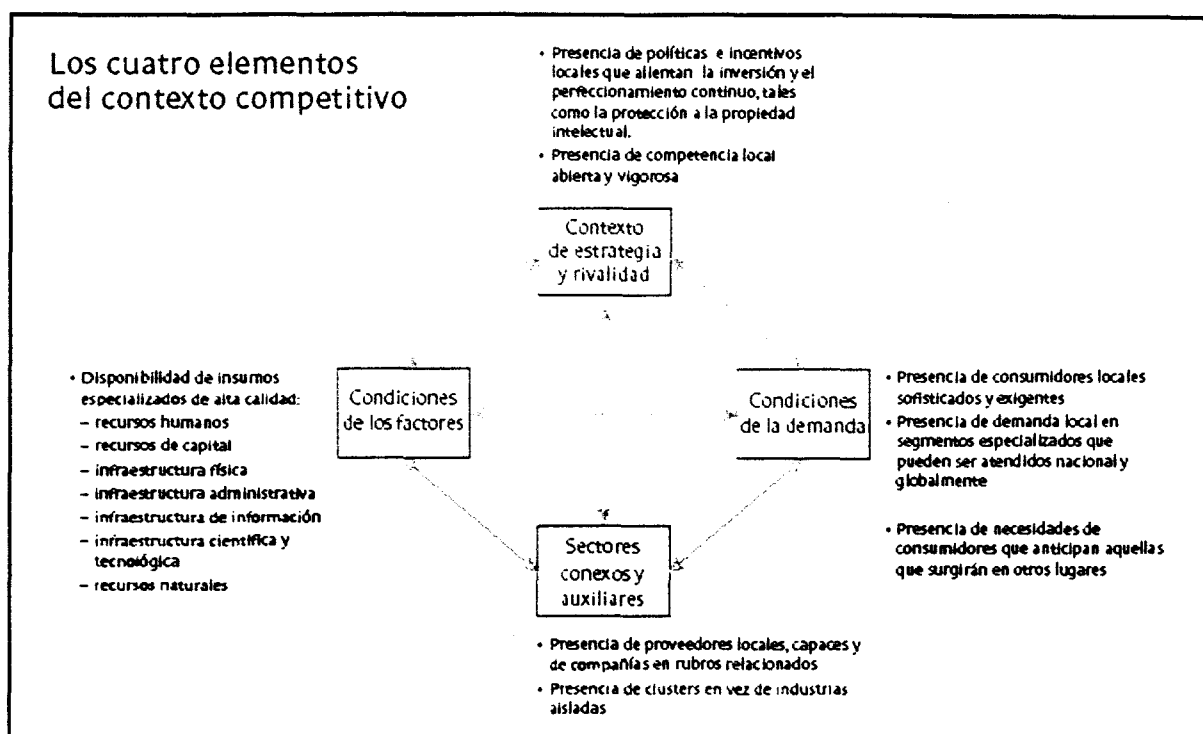 Los cuatro elementos
del contexto competitivo
• Presencia de políticas e incentivos
locales que alientan la inversión y el
perfeccionamiento continuo, tales
como la protección a la propiedad
intelectual.
• Presencia de competencia local
abierta y vigorosa
Contexto
de estrategia
y rivalidad
• Disponibilidad de insumos
especializados de alta calidad:
– recursos humanos
– recursos de capital
– infraestructura física
– infraestructura administrativa
– infraestructura de información
– infraestructura científica y
tecnológica
– recursos naturales
Condiciones
de los factores
Condiciones
de la demanda
• Presencia de consumidores locales
sofisticados y exigentes
• Presencia de demanda local en
segmentos especializados que
pueden ser atendidos nacional y
globalmente
• Presencia de necesidades de
consumidores que anticipan aquellas
que surgirán en otros lugares
Sectores
conexos y
auxiliares
• Presencia de proveedores locales, capaces y
de compañías en rubros relacionados
• Presencia de clusters en vez de industrias
aisladas